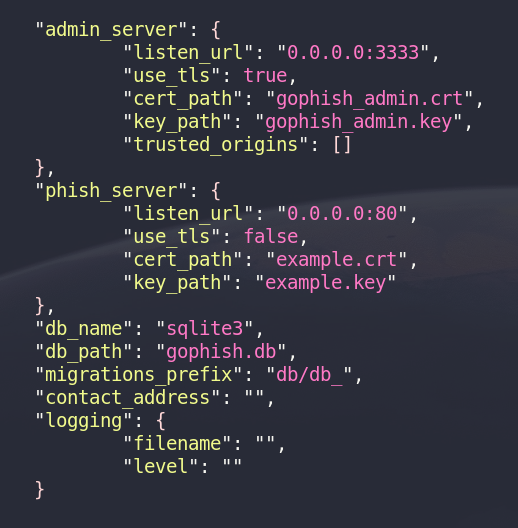 "admin_server": {
"listen_url": "0.0.0.0:3333",
"use_tls": true,
"cert_path": "gophish_admin.crt",
"key_path": "gophish_admin.key",
"trusted_origins": []
},
"phish_server": {
"listen_url": "0.0.0.0:80",
"use_tls": false,
"cert_path": "example.crt",
"key_path": "example.key"
},
"db_name": "sqlite3",
"db_path": "gophish.db",
"migrations_prefix": "db/db_",
"contact_address": "",
"logging": {
"filename": "",
"level": ""
}